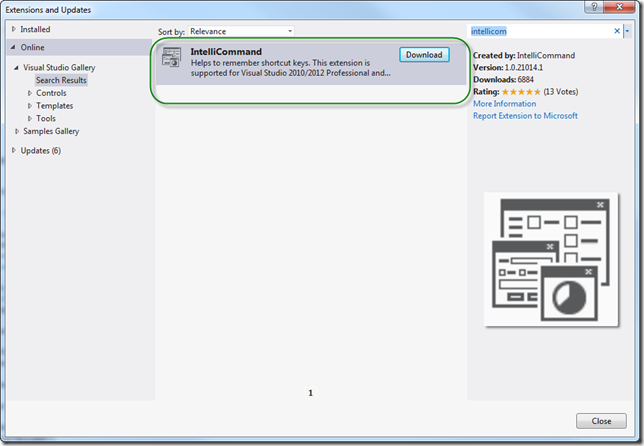 Extensions and Updates
Installed
Online
Visual Studio Gallery
Search Results
Controls
Templates
Tools
Samples Gallery
Updates (6)
Sort by: Relevance
IntelliCommand
Download
Helps to remember shortcut keys. This extension is
supported for Visual Studio 2010/2012 Professional and...
1
intellicom
Created by: IntelliCommand
Version: 1.0.21014.1
Downloads: 6884
Rating: (13 Votes)
More Information
Report Extension to Microsoft
Close